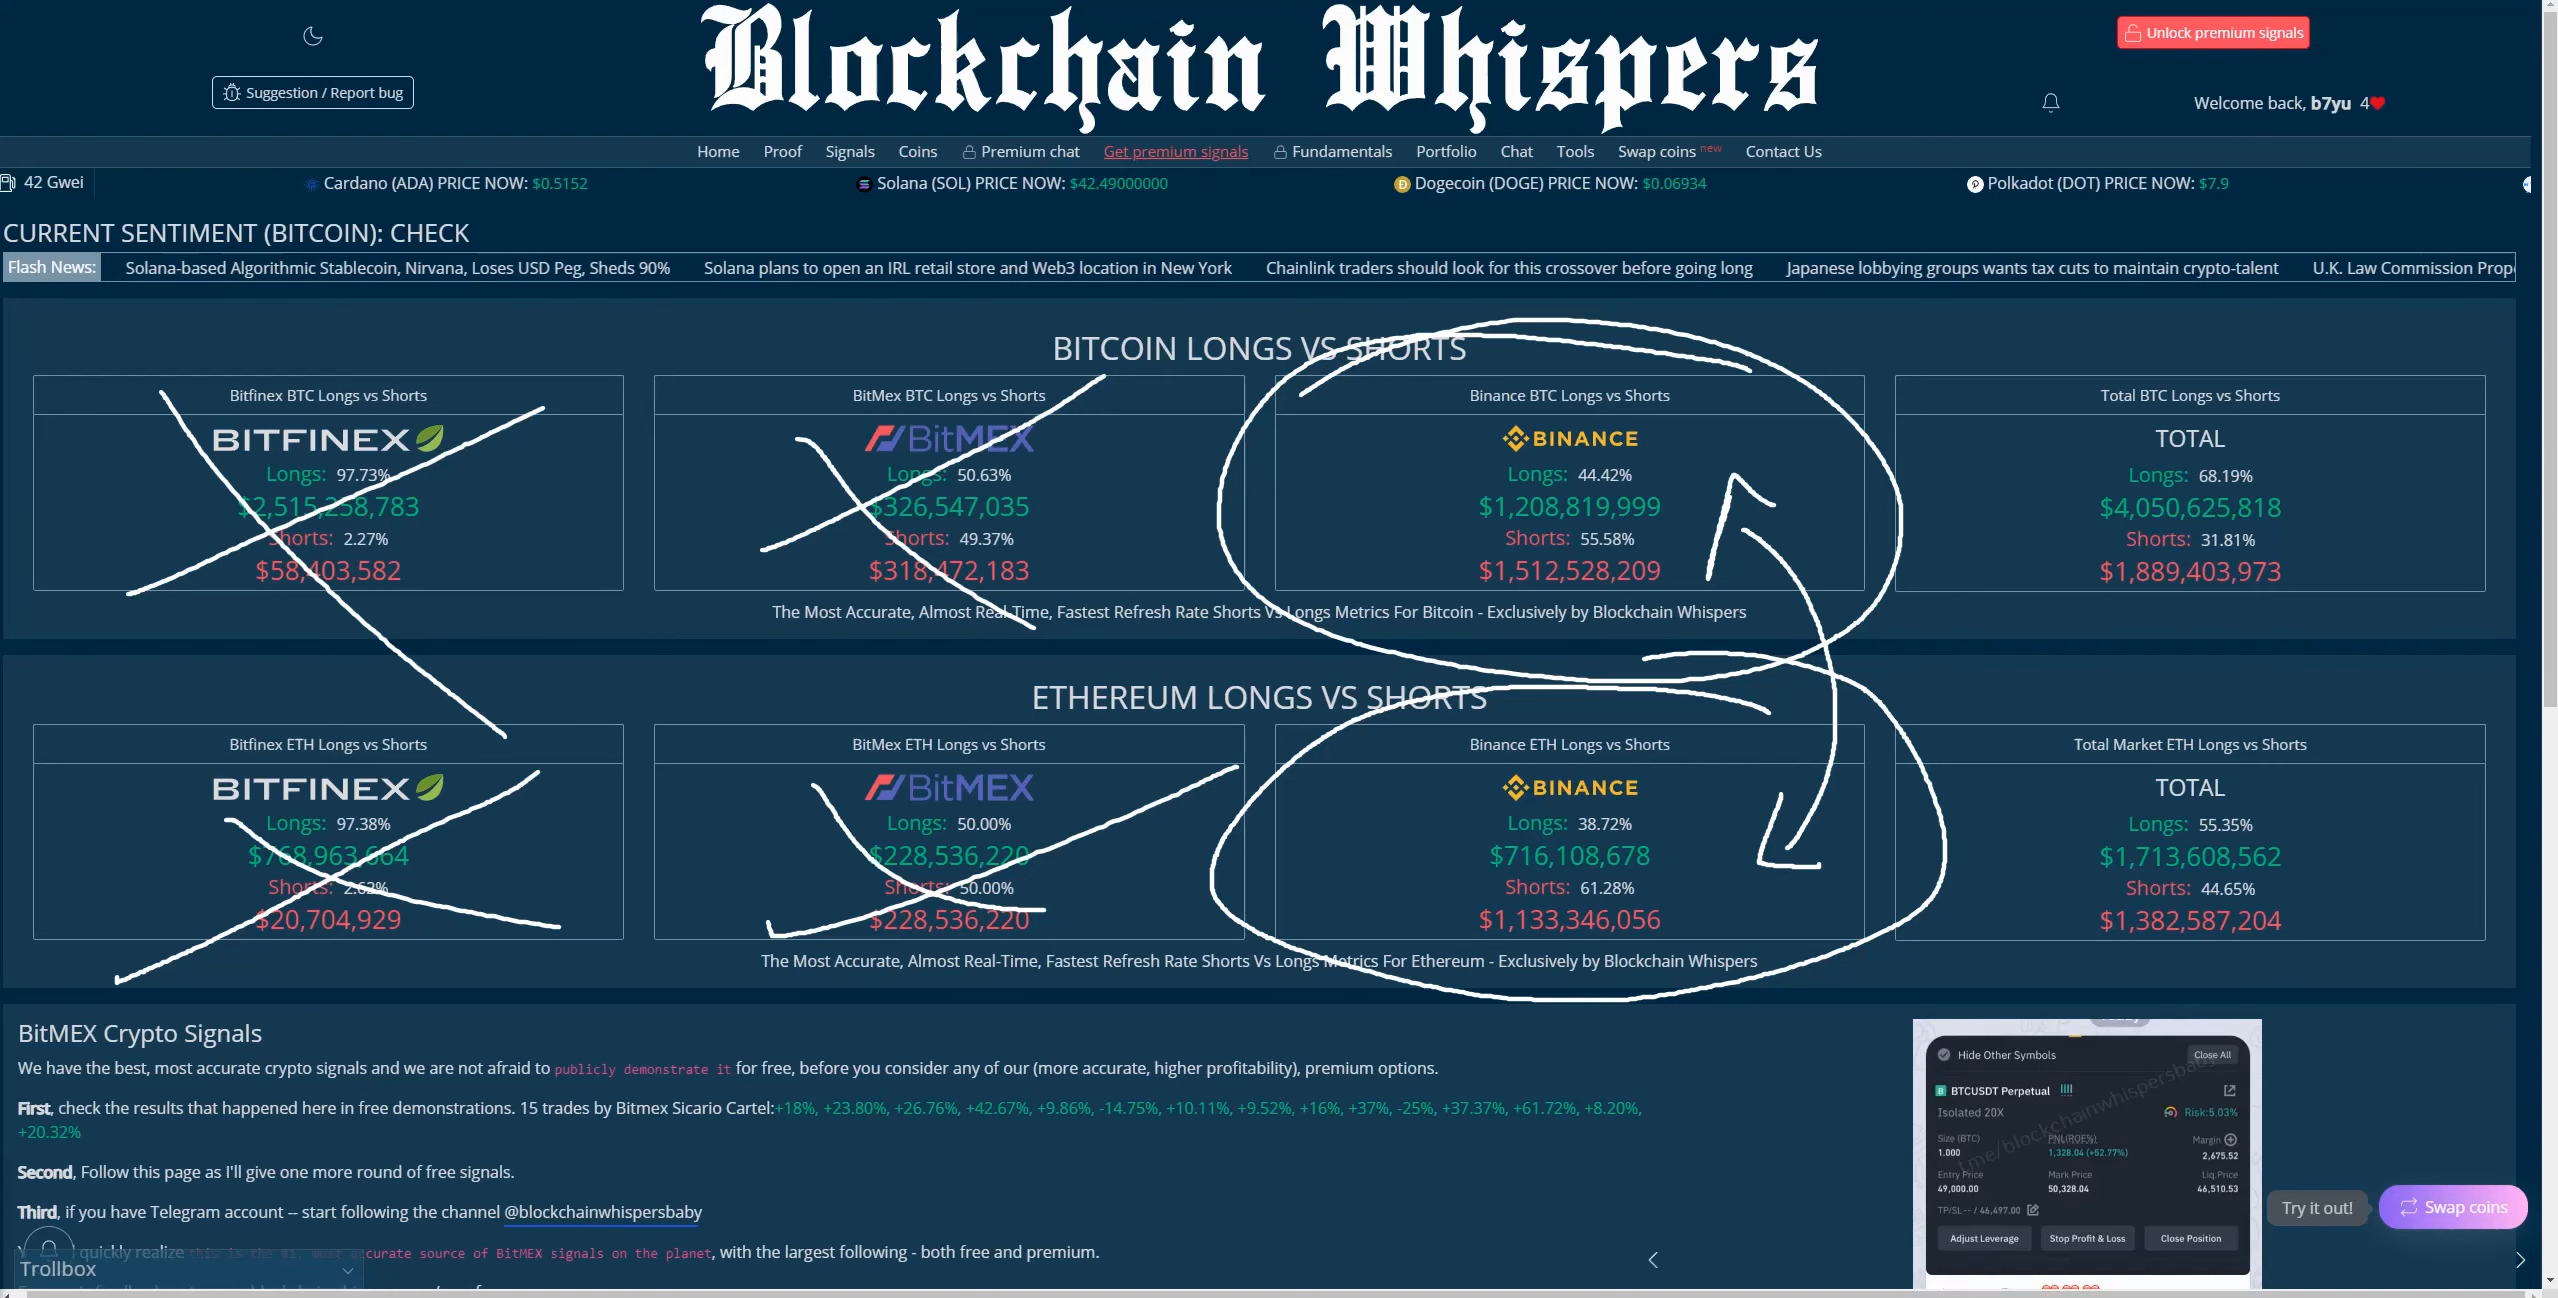 Blockchain Whispers
Unlock premium signals
Suggestion / Report bug
Welcome back, b7yu 4
Home Proof Signals Coins Premium chat Get premium signals Fundamentals Portfolio Chat Tools Swap coins new Contact Us
42 Gwei Cardano (ADA) PRICE NOW: $0.5152 Solana (SOL) PRICE NOW: $42.49000000 Dogecoin (DOGE) PRICE NOW: $0.06934 Polkadot (DOT) PRICE NOW: $7.9
CURRENT SENTIMENT (BITCOIN): CHECK
Flash News: Solana-based Algorithmic Stablecoin, Nirvana, Loses USD Peg, Sheds 90% Solana plans to open an IRL retail store and Web3 location in New York Chainlink traders should look for this crossover before going long Japanese lobbying groups wants tax cuts to maintain crypto-talent U.K. Law Commission Prop
BITCOIN LONGS VS SHORTS
Bitfinex BTC Longs vs Shorts
BITFINEX
Longs: 97.73%
$2,515,258,783
Shorts: 2.27%
$58,403,582
BitMex BTC Longs vs Shorts
BitMEX
Longs: 50.63%
$326,547,035
Shorts: 49.37%
$318,472,183
Binance BTC Longs vs Shorts
BINANCE
Longs: 44.42%
$1,208,819,999
Shorts: 55.58%
$1,512,528,209
Total BTC Longs vs Shorts
TOTAL
Longs: 68.19%
$4,050,625,818
Shorts: 31.81%
$1,889,403,973
The Most Accurate, Almost Real-Time, Fastest Refresh Rate Shorts Vs Longs Metrics For Bitcoin - Exclusively by Blockchain Whispers
ETHEREUM LONGS VS SHORTS
Bitfinex ETH Longs vs Shorts
BITFINEX
Longs: 97.38%
$768,963,664
Shorts: 2.62%
$20,704,929
BitMex ETH Longs vs Shorts
BitMEX
Longs: 50.00%
$228,536,220
Shorts: 50.00%
$228,536,220
Binance ETH Longs vs Shorts
BINANCE
Longs: 38.72%
$716,108,678
Shorts: 61.28%
$1,133,346,056
Total Market ETH Longs vs Shorts
TOTAL
Longs: 55.35%
$1,713,608,562
Shorts: 44.65%
$1,382,587,204
The Most Accurate, Almost Real-Time, Fastest Refresh Rate Shorts Vs Longs Metrics For Ethereum - Exclusively by Blockchain Whispers
BitMEX Crypto Signals
We have the best, most accurate crypto signals and we are not afraid to publicly demonstrate it for free, before you consider any of our (more accurate, higher profitability), premium options.
First, check the results that happened here in free demonstrations. 15 trades by Bitmex Sicario Cartel:+18%, +23.80%, +26.76%, +42.67%, +9.86%, -14.75%, +10.11%, +9.52%, +16%, +37%, -25%, +37.37%, +61.72%, +8.20%,
+20.32%
Second, Follow this page as I'll give one more round of free signals.
Third, if you have Telegram account -- start following the channel @blockchainwhispersbaby
quickly realize this is the #1, most accurate source of BitMEX signals on the planet, with the largest following - both free and premium.
Trollbox
Hide Other Symbols Close All
BTCUSDT Perpetual
Isolated 20X Risk:5.03%
Size (BTC) PNL(ROE%) Margin
1.000 1,328.04 (+52.77%) 2,675.52
Entry Price Mark Price Liq.Price
49,000.00 50,328.04 46,510.53
TP/SL -- / 46,497.00
Adjust Leverage Stop Profit & Loss Close Position
t.me/blockchainwhispersbaby
Try it out! Swap coins